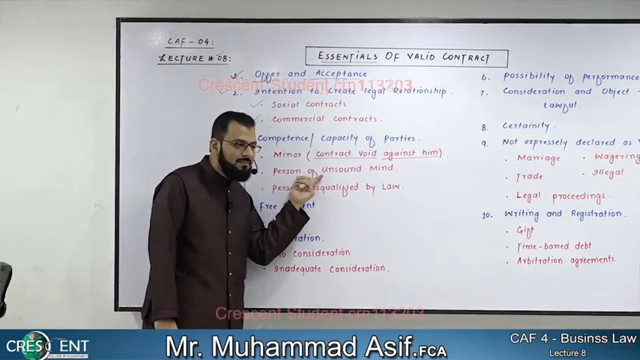 CAF - 04:
LECTURE # 08:
ESSENTIALS OF VALID CONTRACT
Offer and Acceptance.
Intention to Create legal Relationship.
✓ Social Contracts
✓ Commercial Contracts.
Competence/ Capacity of Parties.
• Minor ( Contract Void against him)
• Person of Unsound Mind.
• disqualified by Law.
Free
Consideration
• Inadequate Consideration.
6. Possibility of Performance
7. Consideration and Object -
Lawful.
8. Certainity.
9. Not expressly declared as
• Marriage
• Wagering
• Trade
• illegal
• Legal proceedings.
10. Writing and Registration.
• Gift
• Time-barred debt
• Arbitration agreements.
Crescent Student crn113203
Crescent Student crn113203
CRESCENT
Mr. Muhammad Asif.FCA
CAF 4 - Businss Law
Lecture 8